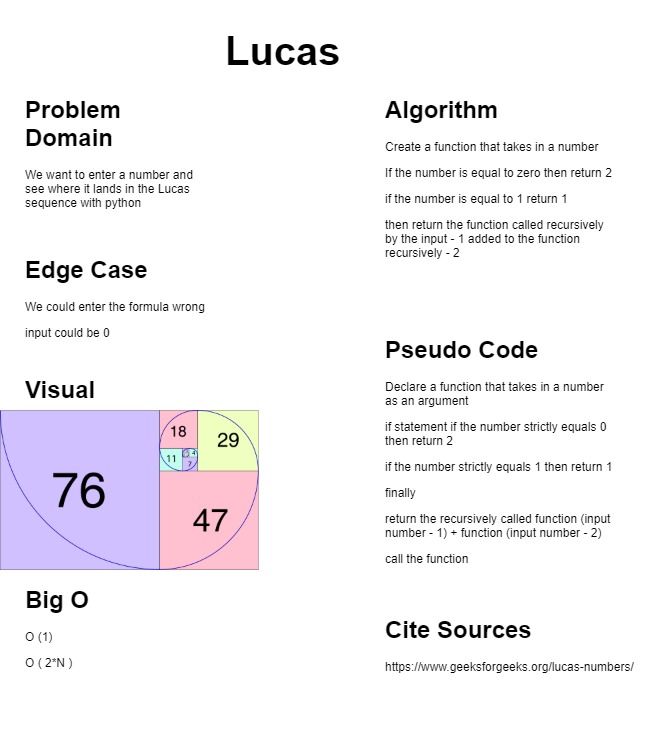 Lucas
Problem
Domain
We want to enter a number and
see where it lands in the Lucas
sequence with python
Edge Case
We could enter the formula wrong
input could be 0
Visual
18
29
11
4
7
76
47
Big O
O (1)
O ( 2*N )
Algorithm
Create a function that takes in a number
If the number is equal to zero then return 2
if the number is equal to 1 return 1
then return the function called recursively
by the input - 1 added to the function
recursively - 2
Pseudo Code
Declare a function that takes in a number
as an argument
if statement if the number strictly equals 0
then return 2
if the number strictly equals 1 then return 1
finally
return the recursively called function (input
number - 1) + function (input number - 2)
call the function
Cite Sources
https://www.geeksforgeeks.org/lucas-numbers/